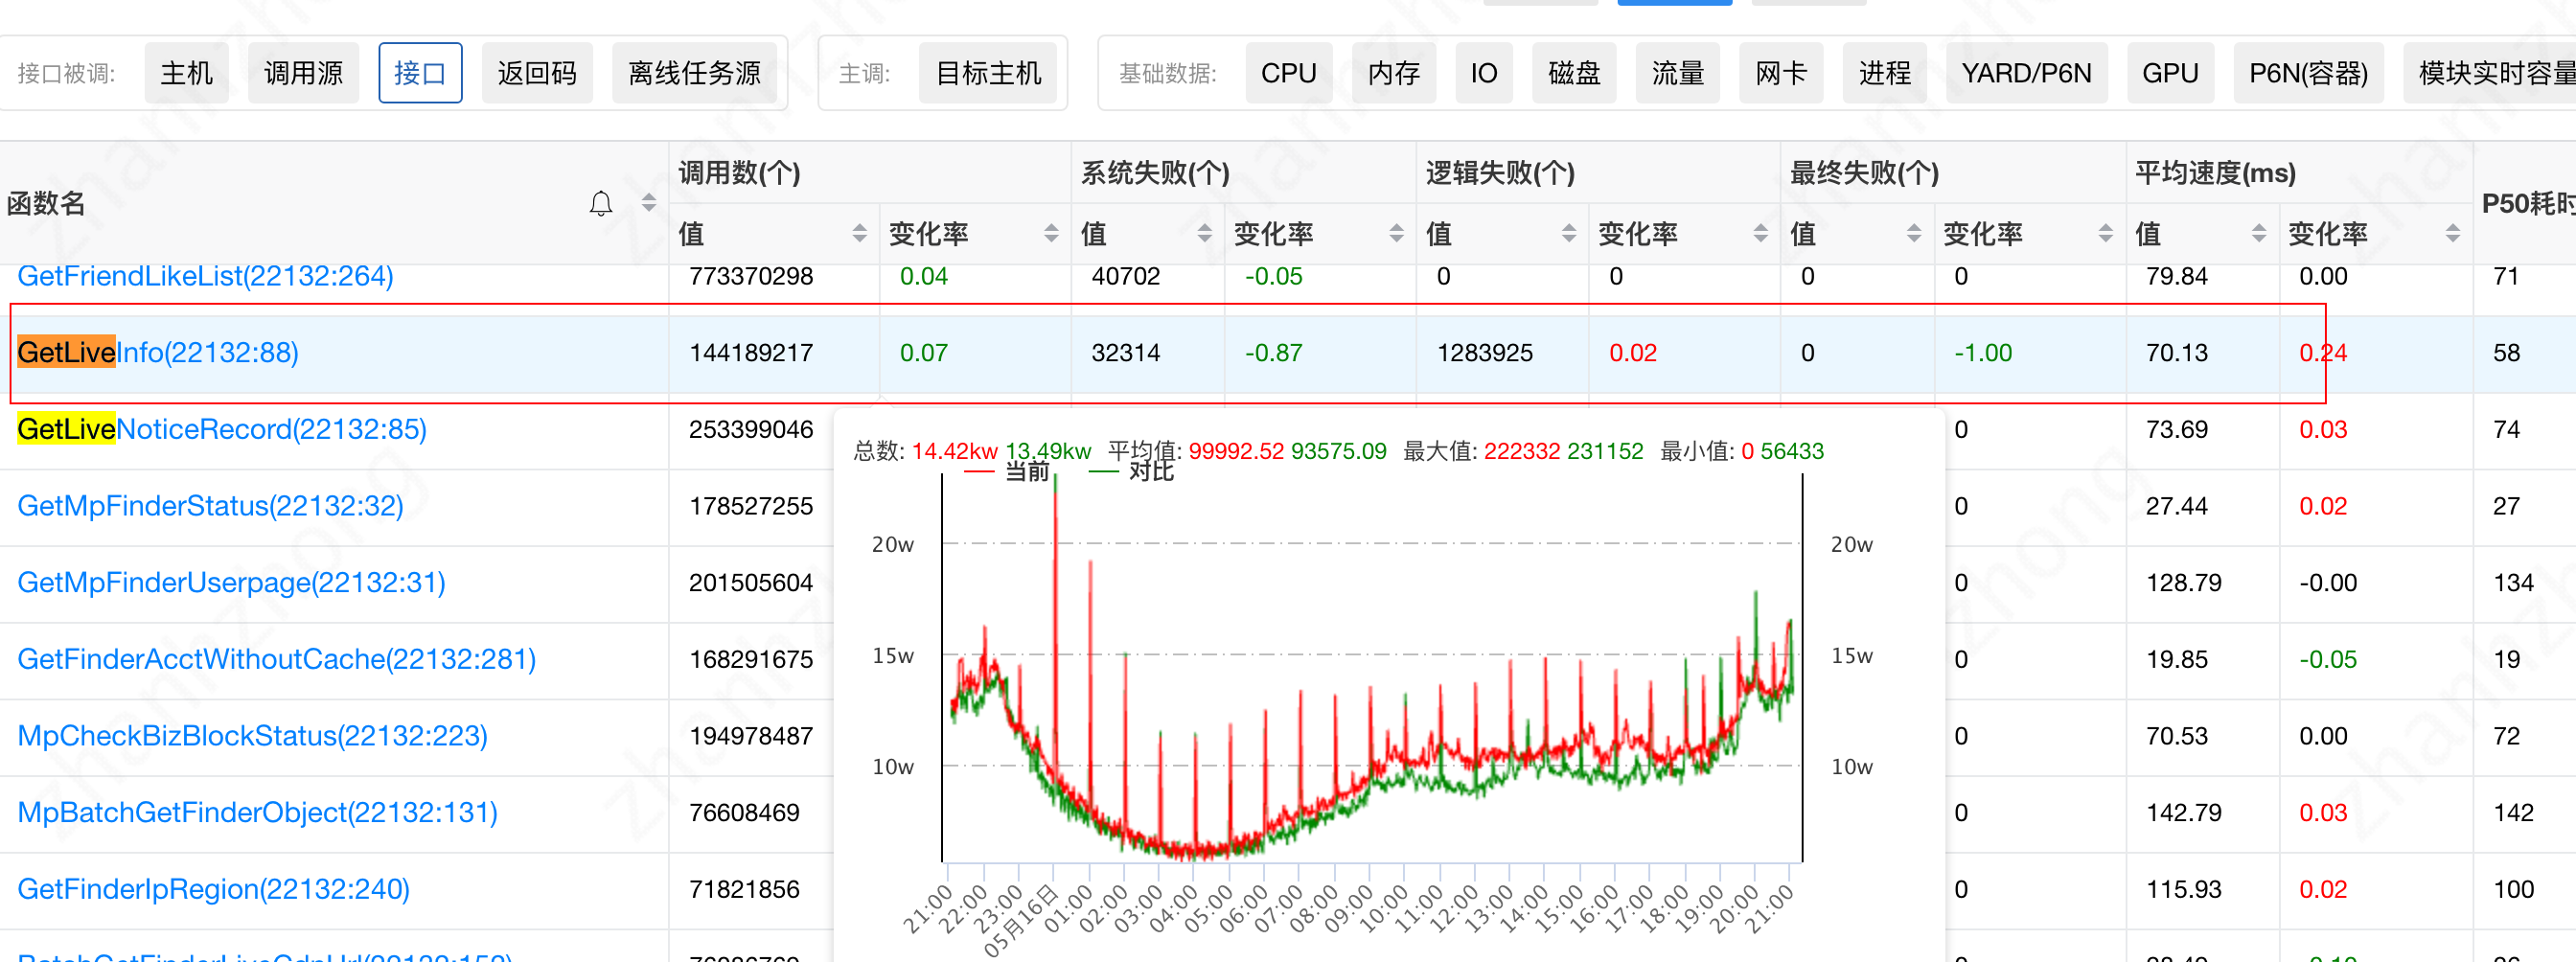 接口被调: 主机 调用源 接口 返回码 离线任务源 主调: 目标主机 基础数据: CPU 内存 IO 磁盘 流量 网卡 进程 YARD/P6N GPU P6N(容器) 模块实时容量
函数名 调用数(个) 系统失败(个) 逻辑失败(个) 最终失败(个) 平均速度(ms) P50耗时
值 变化率 值 变化率 值 变化率 值 变化率 值 变化率
GetFriendLikeList(22132:264) 773370298 0.04 40702 -0.05 0 0 0 0 79.84 0.00 71
GetLiveInfo(22132:88) 144189217 0.07 32314 -0.87 1283925 0.02 0 -1.00 70.13 0.24 58
GetLiveNoticeRecord(22132:85) 253399046 0 73.69 0.03 74
GetMpFinderStatus(22132:32) 178527255 0 27.44 0.02 27
GetMpFinderUserpage(22132:31) 201505604 0 128.79 -0.00 134
GetFinderAcctWithoutCache(22132:281) 168291675 0 19.85 -0.05 19
MpCheckBizBlockStatus(22132:223) 194978487 0 70.53 0.00 72
MpBatchGetFinderObject(22132:131) 76608469 0 142.79 0.03 142
GetFinderIpRegion(22132:240) 71821856 0 115.93 0.02 100
总数: 14.42kw 13.49kw 平均值: 99992.52 93575.09 最大值: 222332 231152 最小值: 0 56433
当前 对比
20w 20w
15w 15w
10w 10w
21:00 22:00 23:00 05月16日 01:00 02:00 03:00 04:00 05:00 06:00 07:00 08:00 09:00 10:00 11:00 12:00 13:00 14:00 15:00 16:00 17:00 18:00 19:00 20:00 21:00
zhanhzhong